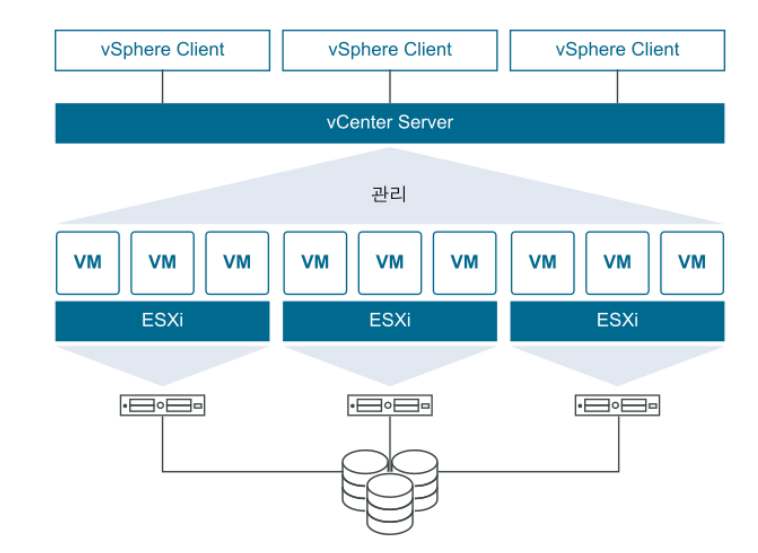 vSphere Client vSphere Client vSphere Client
vCenter Server
관리
VM VM VM VM VM VM VM VM VM
ESXi ESXi ESXi